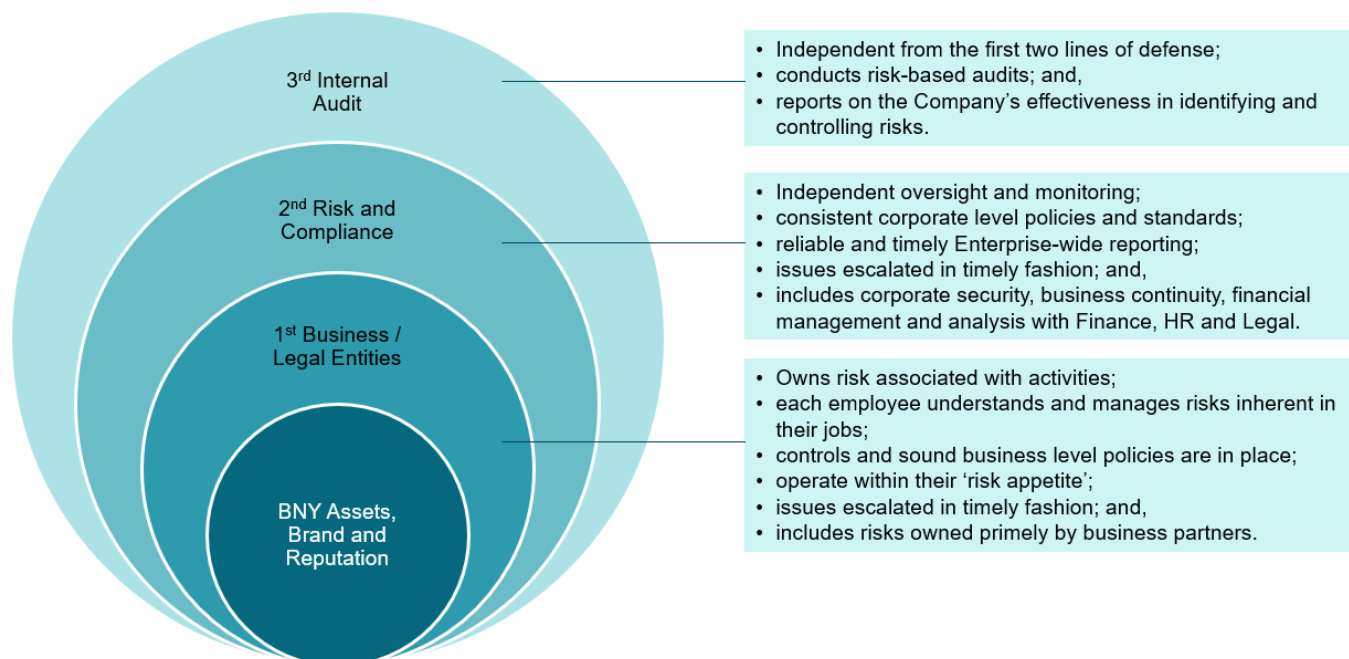 3rd Internal
Audit
• Independent from the first two lines of defense;
• conducts risk-based audits; and,
• reports on the Company’s effectiveness in identifying and
controlling risks.
2nd Risk and
Compliance
• Independent oversight and monitoring;
• consistent corporate level policies and standards;
• reliable and timely Enterprise-wide reporting;
• issues escalated in timely fashion; and,
• includes corporate security, business continuity, financial
management and analysis with Finance, HR and Legal.
1st Business /
Legal Entities
• Owns risk associated with activities;
• each employee understands and manages risks inherent in
their jobs;
• controls and sound business level policies are in place;
• operate within their ‘risk appetite’;
• issues escalated in timely fashion; and,
• includes risks owned primely by business partners.
BNY Assets,
Brand and
Reputation